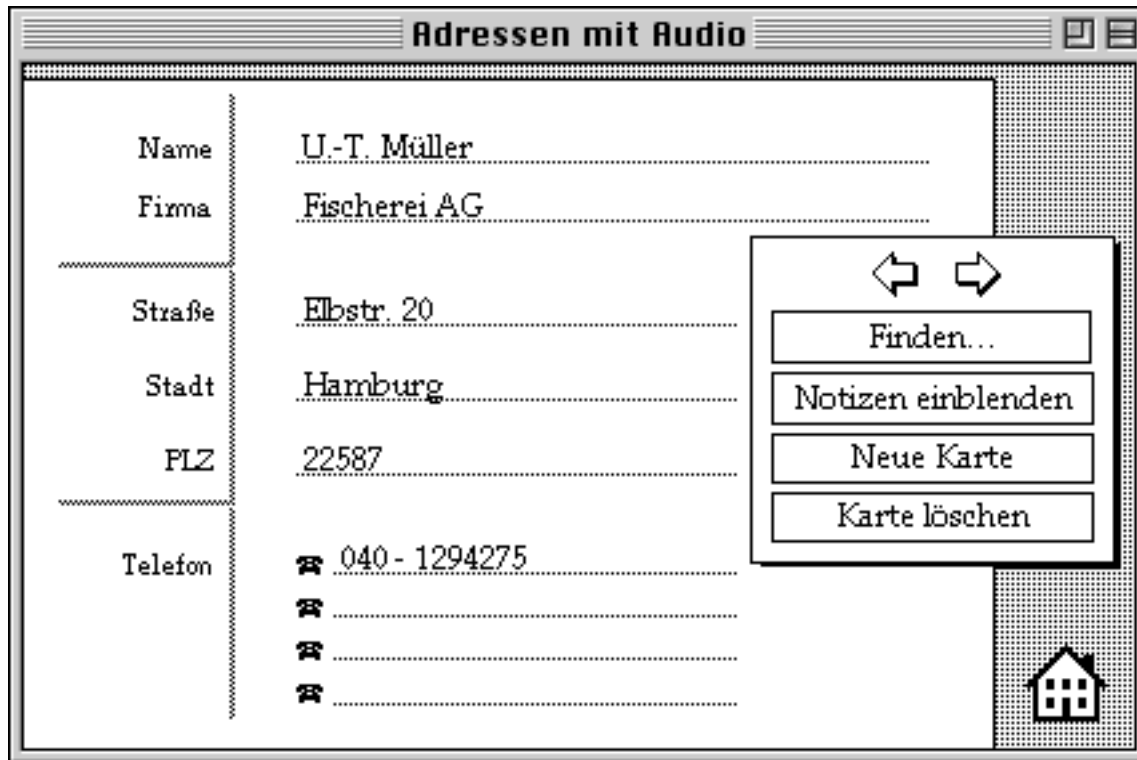 Adressen mit Audio
Name U.-T. Müller
Firma Fischerei AG
Straße Elbstr. 20
Stadt Hamburg
PLZ 22587
Telefon 040 - 1294275
Finden...
Notizen einblenden
Neue Karte
Karte löschen